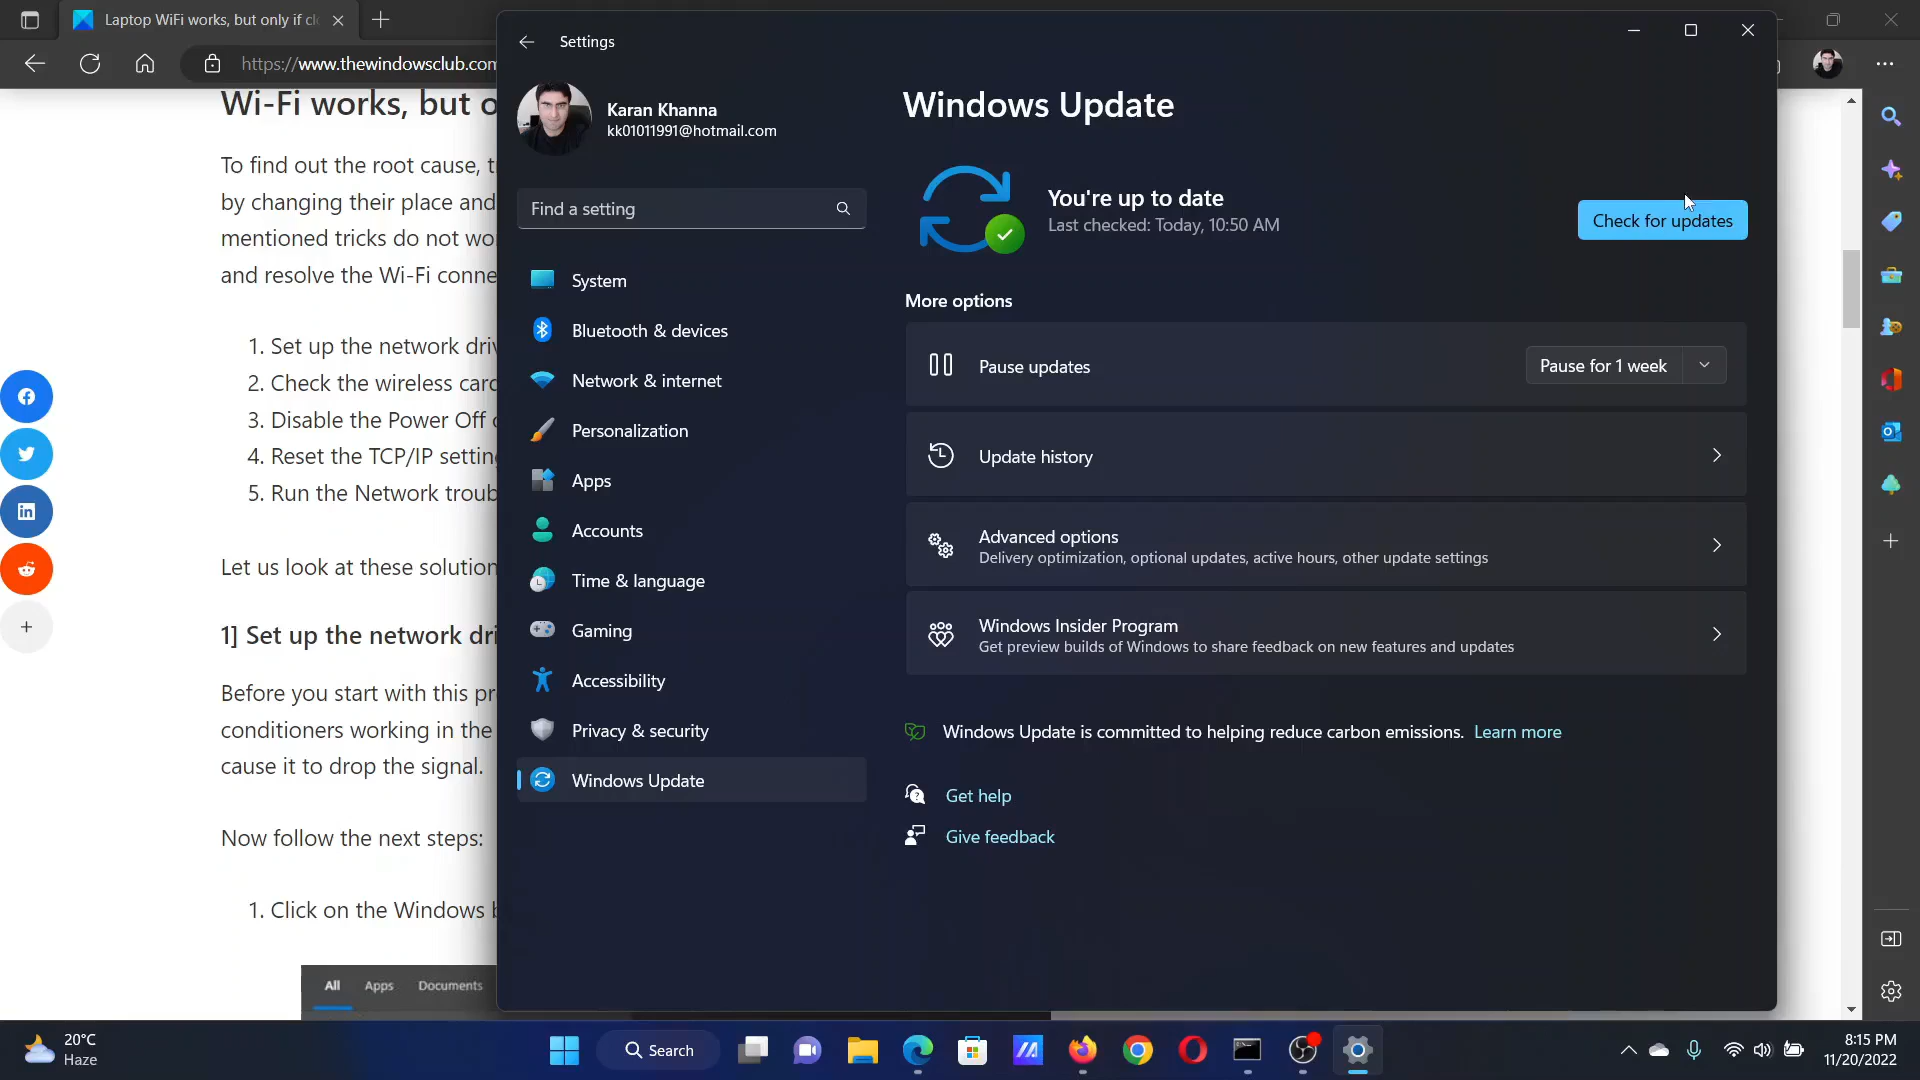 Laptop WiFi works, but only if cl
https://www.thewindowsclub.com
Wi-Fi works, but o
To find out the root cause, t
by changing their place and
mentioned tricks do not wo
and resolve the Wi-Fi conne
1. Set up the network driv
2. Check the wireless card
3. Disable the Power Off
4. Reset the TCP/IP setting
5. Run the Network troub
Let us look at these solution
1] Set up the network dri
Before you start with this pr
conditioners working in the
cause it to drop the signal.
Now follow the next steps:
1. Click on the Windows b
All Apps Documents
Settings
Karan Khanna
kk01011991@hotmail.com
Find a setting
System
Bluetooth & devices
Network & internet
Personalization
Apps
Accounts
Time & language
Gaming
Accessibility
Privacy & security
Windows Update
Windows Update
You're up to date
Last checked: Today, 10:50 AM
Check for updates
More options
Pause updates
Pause for 1 week
Update history
Advanced options
Delivery optimization, optional updates, active hours, other update settings
Windows Insider Program
Get preview builds of Windows to share feedback on new features and updates
Windows Update is committed to helping reduce carbon emissions. Learn more
Get help
Give feedback
20°C
Haze
Search
8:15 PM
11/20/2022